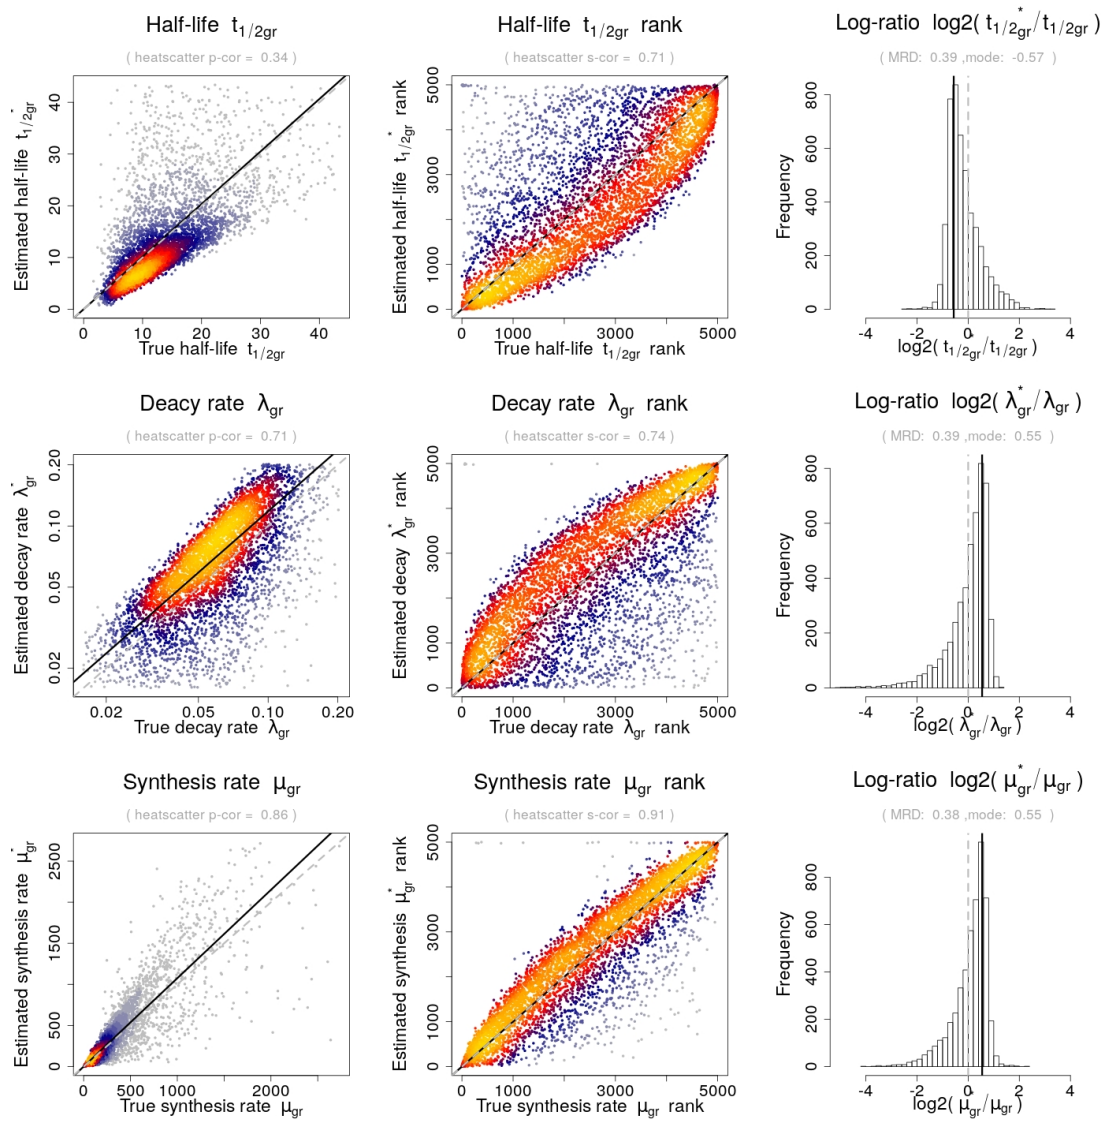 Half-life t1/2gr
( heatscatter p-cor = 0.34 )
Estimated half-life t*1/2gr
0 10 20 30 40
0 10 20 30 40
True half-life t1/2gr
Half-life t1/2gr rank
( heatscatter s-cor = 0.71 )
Estimated half-life t*1/2gr rank
0 1000 3000 5000
0 1000 3000 5000
True half-life t1/2gr rank
Log-ratio log2( t*1/2gr/t1/2gr )
( MRD: 0.39 ,mode: -0.57 )
Frequency
0 200 400 600 800
-4 -2 0 2 4
log2( t*1/2gr/t1/2gr )
Deacy rate λgr
( heatscatter p-cor = 0.71 )
Estimated decay rate λ*gr
0.02 0.05 0.10 0.20
0.02 0.05 0.10 0.20
True decay rate λgr
Decay rate λgr rank
( heatscatter s-cor = 0.74 )
Estimated decay λ*gr rank
0 1000 3000 5000
0 1000 3000 5000
True decay rate λgr rank
Log-ratio log2( λ*gr/λgr )
( MRD: 0.39 ,mode: 0.55 )
Frequency
0 200 400 600 800
-4 -2 0 2 4
log2( λ*gr/λgr )
Synthesis rate μgr
( heatscatter p-cor = 0.86 )
Estimated synthesis rate μ*gr
0 500 1500 2500
0 500 1000 2000
True synthesis rate μgr
Synthesis rate μgr rank
( heatscatter s-cor = 0.91 )
Estimated synthesis μ*gr rank
0 1000 3000 5000
0 1000 3000 5000
True synthesis rate μgr rank
Log-ratio log2( μ*gr/μgr )
( MRD: 0.38 ,mode: 0.55 )
Frequency
0 200 400 600 800
-4 -2 0 2 4
log2( μ*gr/μgr )